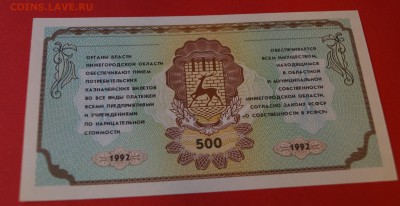 COINS.LAVE.RU
ОРГАНЫ ВЛАСТИ
НИЖЕГОРОДСКОЙ ОБЛАСТИ
ОБЕСПЕЧИВАЮТ ПРИЕМ
ПОТРЕБИТЕЛЬСКИХ
КАЗНАЧЕЙСКИХ БИЛЕТОВ
ВО ВСЕ ВИДЫ ПЛАТЕЖЕЙ
ВСЕМИ ПРЕДПРИЯТИЯМИ
И УЧРЕЖДЕНИЯМИ
ПО НАРИЦАТЕЛЬНОЙ
СТОИМОСТИ
ОБЕСПЕЧИВАЕТСЯ
ВСЕМ ИМУЩЕСТВОМ,
НАХОДЯЩИМСЯ
В ОБЛАСТНОЙ
И МУНИЦИПАЛЬНОЙ
СОБСТВЕННОСТИ
НИЖЕГОРОДСКОЙ ОБЛАСТИ,
СОГЛАСНО ЗАКОНА РСФСР
"О СОБСТВЕННОСТИ В РСФСР"
500
1992
1992